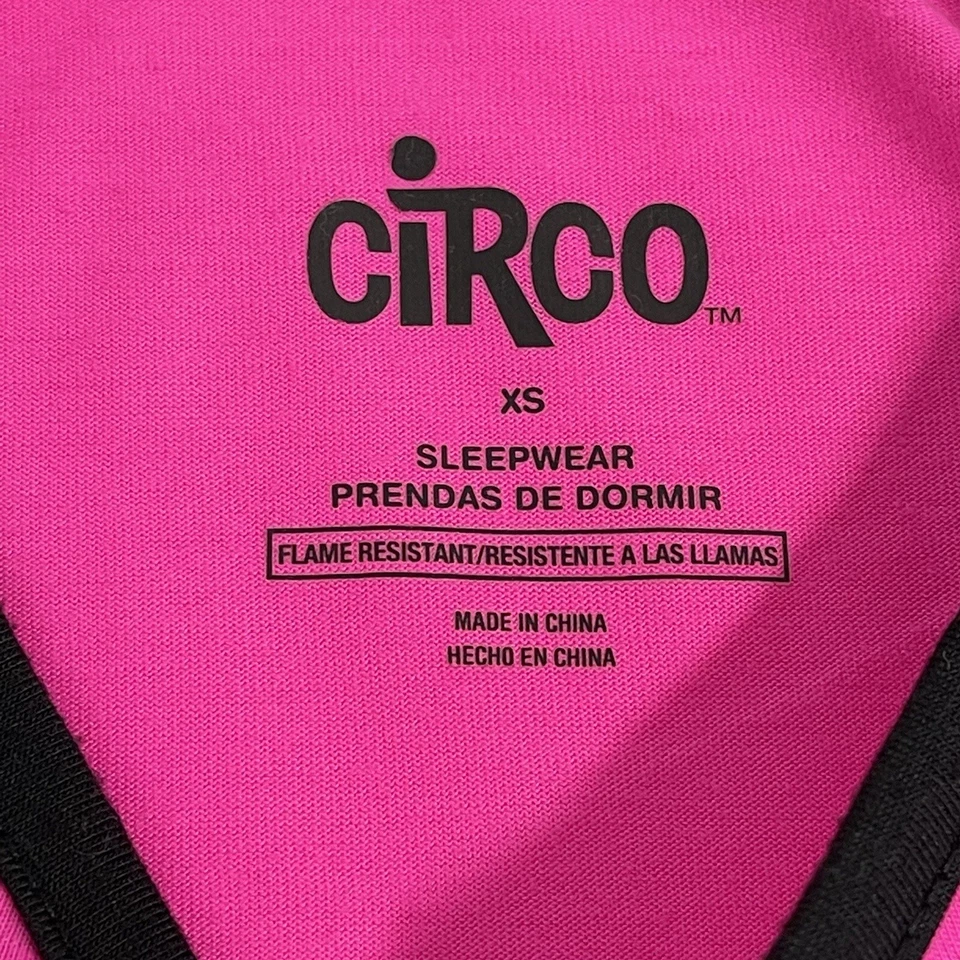 CiRCO™
XS
SLEEPWEAR
PRENDAS DE DORMIR
FLAME RESISTANT/RESISTENTE A LAS LLAMAS
MADE IN CHINA
HECHO EN CHINA